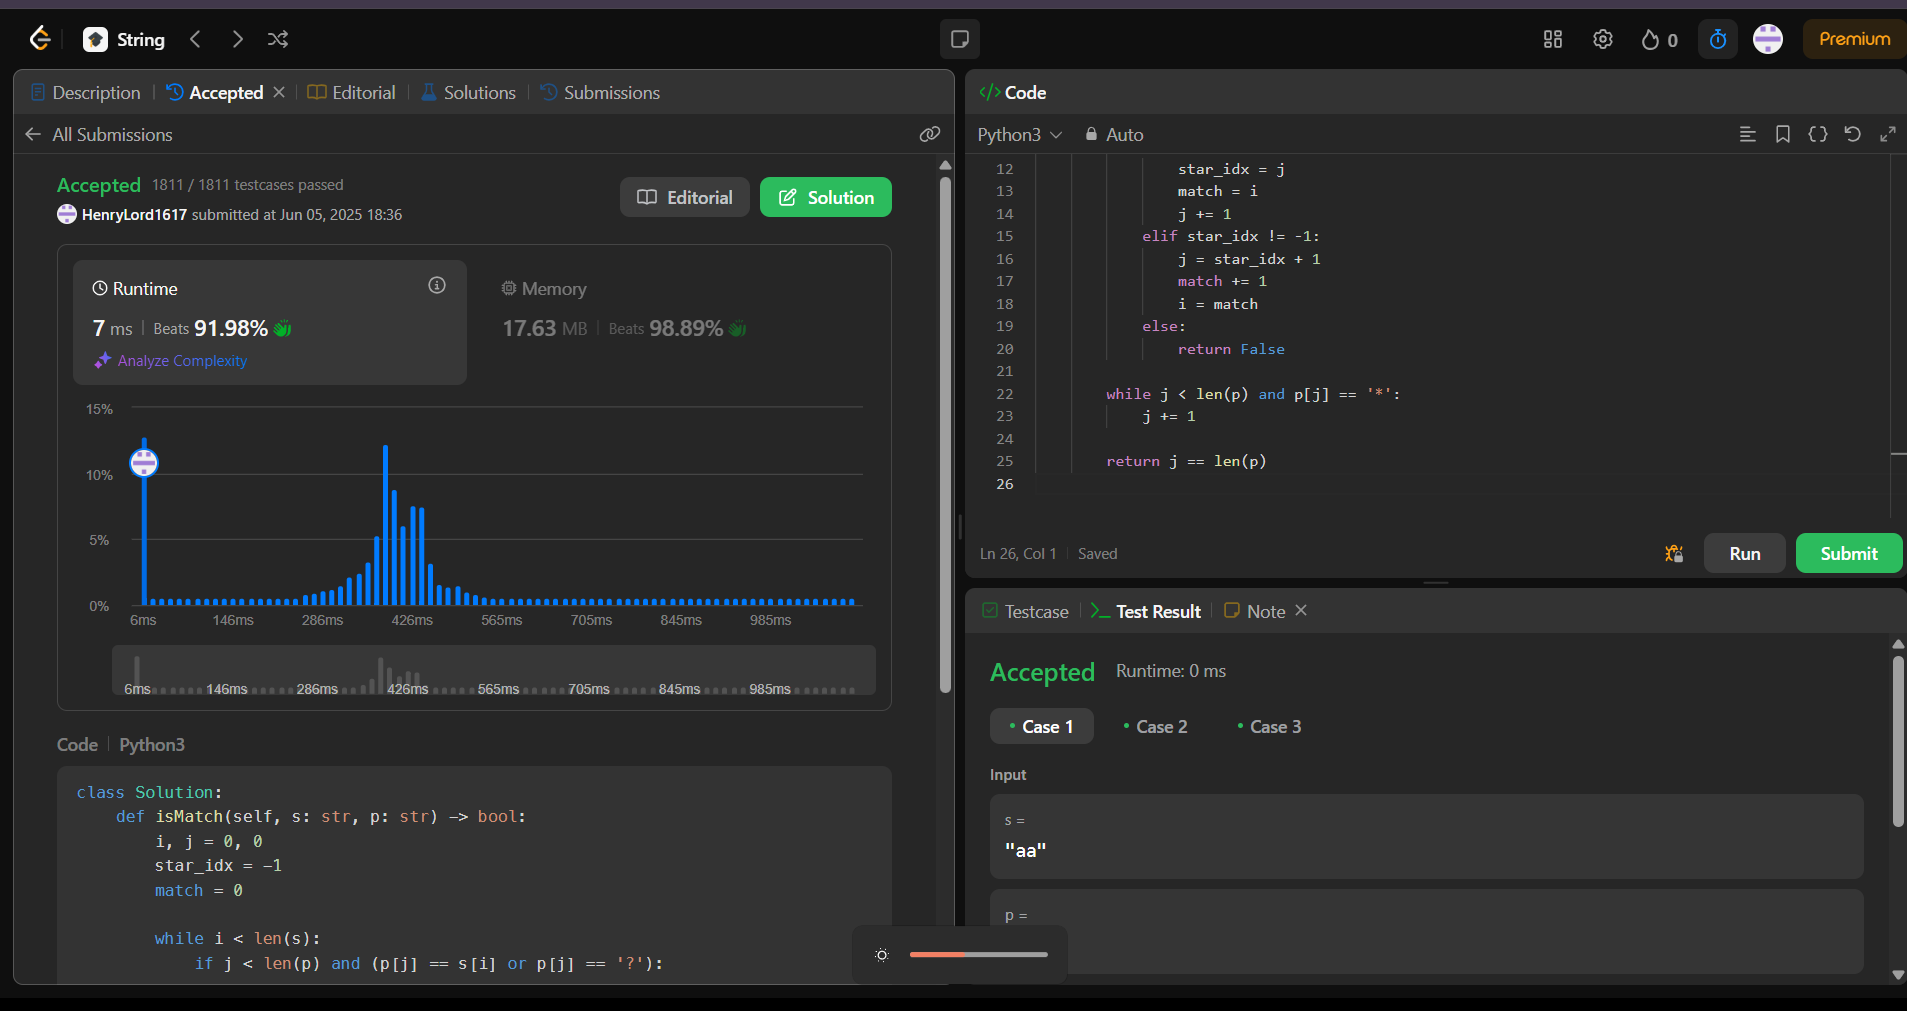 String
0
Premium
Description
Accepted
Editorial
Solutions
Submissions
All Submissions
Accepted 1811 / 1811 testcases passed
HenryLord1617 submitted at Jun 05, 2025 18:36
Editorial
Solution
Runtime
7 ms Beats 91.98%
Analyze Complexity
Memory
17.63 MB Beats 98.89%
15%
10%
5%
0%
6ms 146ms 286ms 426ms 565ms 705ms 845ms 985ms
6ms 146ms 286ms 426ms 565ms 705ms 845ms 985ms
Code Python3
class Solution:
def isMatch(self, s: str, p: str) -> bool:
i, j = 0, 0
star_idx = -1
match = 0
while i < len(s):
if j < len(p) and (p[j] == s[i] or p[j] == '?'):
</> Code
Python3
Auto
12 star_idx = j
13 match = i
14 j += 1
15 elif star_idx != -1:
16 j = star_idx + 1
17 match += 1
18 i = match
19 else:
20 return False
21
22 while j < len(p) and p[j] == '*':
23 j += 1
24
25 return j == len(p)
26
Ln 26, Col 1 Saved
Run
Submit
Testcase
Test Result
Note
Accepted Runtime: 0 ms
Case 1
Case 2
Case 3
Input
s =
"aa"
p =